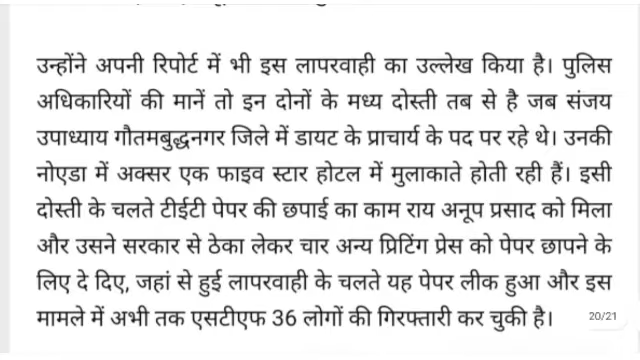 उन्होंने अपनी रिपोर्ट में भी इस लापरवाही का उल्लेख किया है। पुलिस
अधिकारियों की मानें तो इन दोनों के मध्य दोस्ती तब से है जब संजय
उपाध्याय गौतमबुद्धनगर जिले में डायट के प्राचार्य के पद पर रहे थे। उनकी
नोएडा में अक्सर एक फाइव स्टार होटल में मुलाकाते होती रही हैं। इसी
दोस्ती के चलते टीईटी पेपर की छपाई का काम राय अनूप प्रसाद को मिला
और उसने सरकार से ठेका लेकर चार अन्य प्रिटिंग प्रेस को पेपर छापने के
लिए दे दिए, जहां से हुई लापरवाही के चलते यह पेपर लीक हुआ और इस
मामले में अभी तक एसटीएफ 36 लोगों की गिरफ्तारी कर चुकी है।
20/21